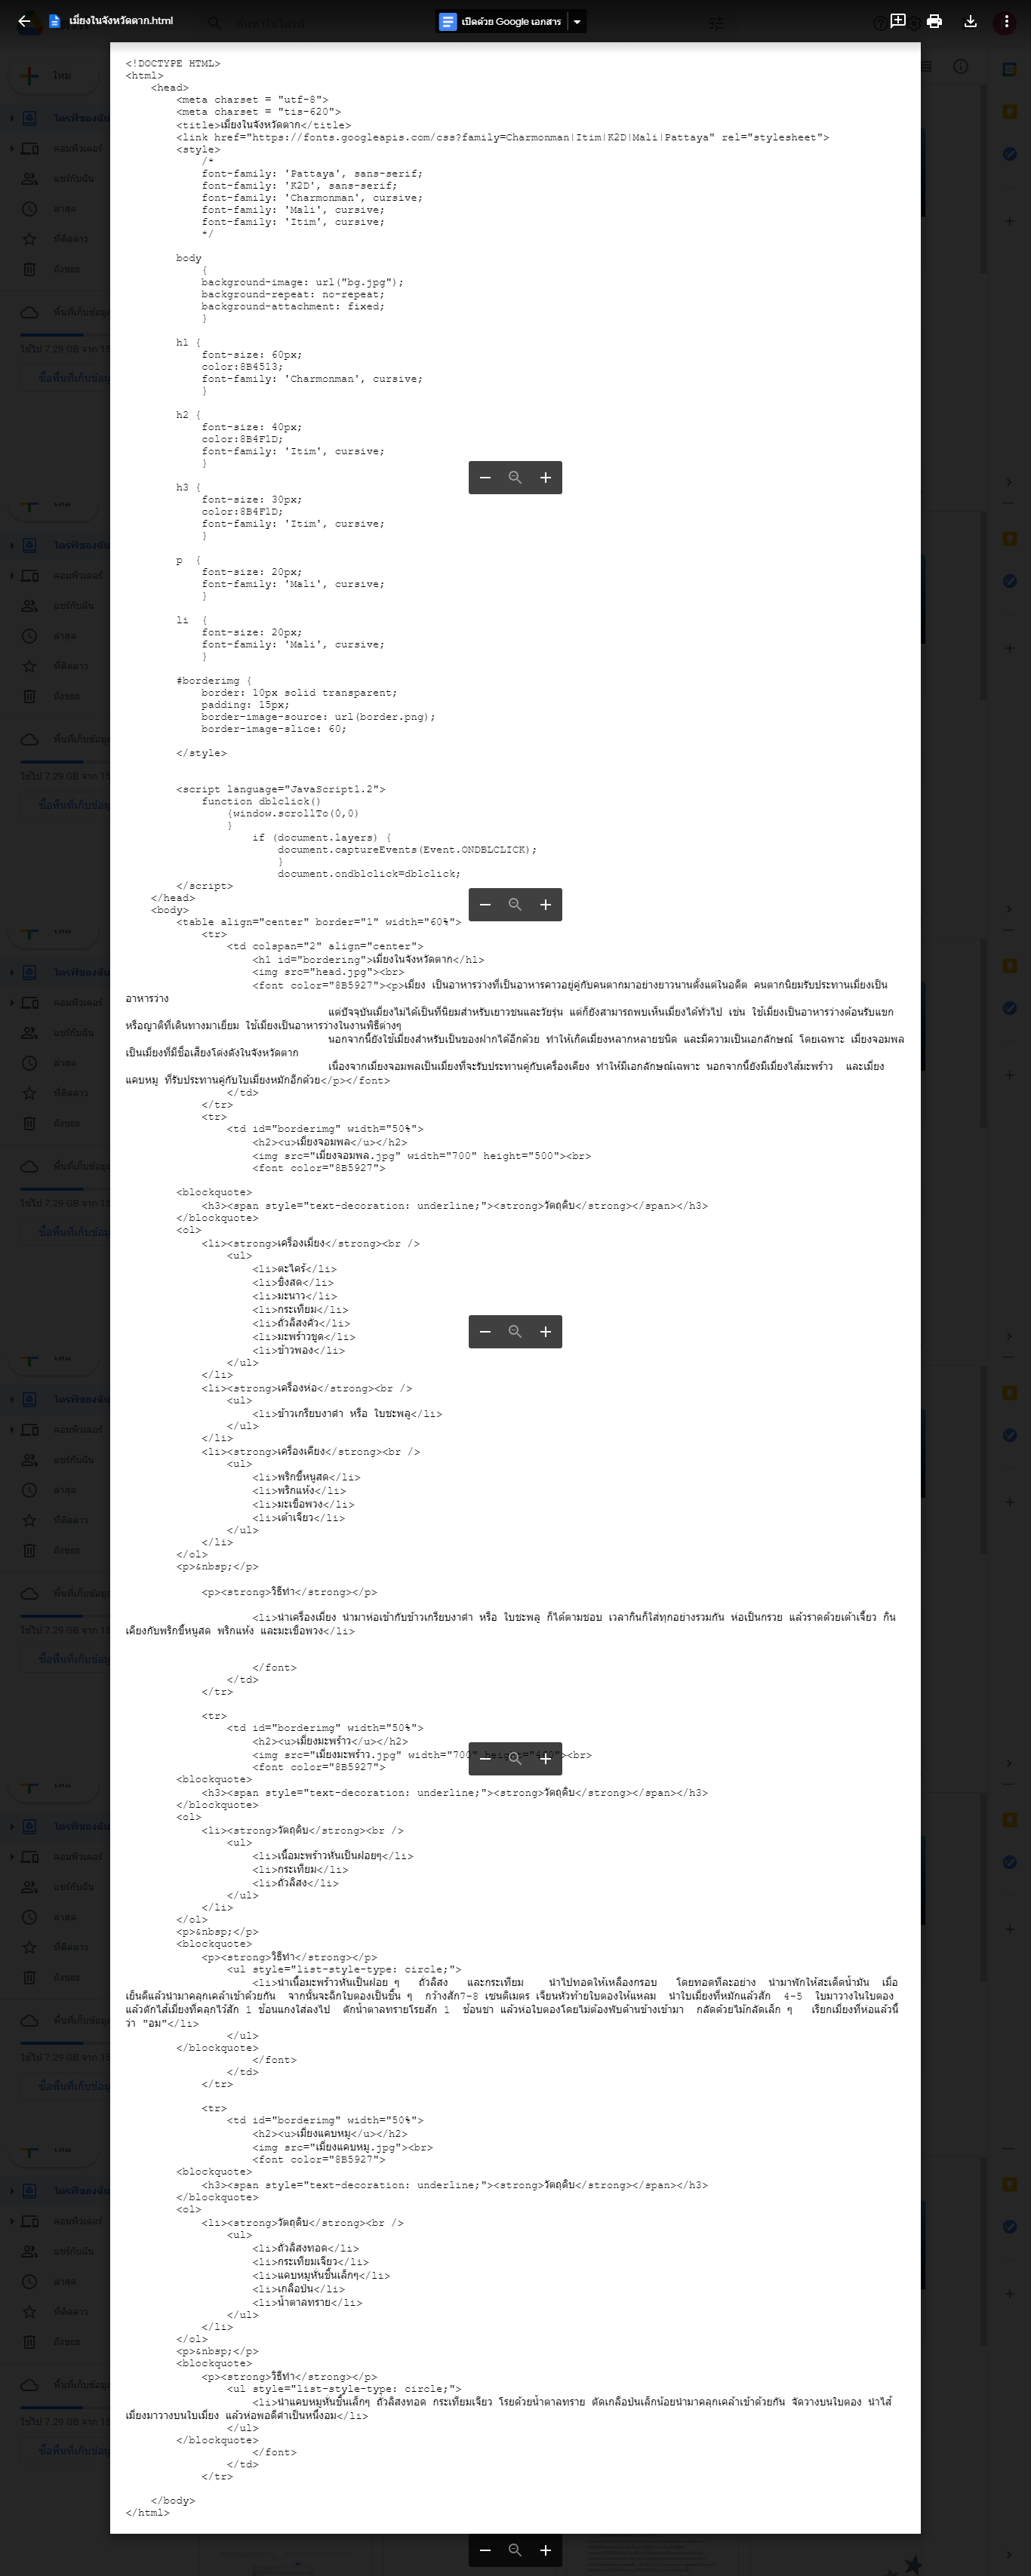 เมี่ยงในจังหวัดตาก.html
เปิดด้วย Google เอกสาร
<!DOCTYPE HTML>
<html>
<head>
<meta charset = "utf-8">
<meta charset = "tis-620">
<title>เมี่ยงในจังหวัดตาก</title>
<link href="https://fonts.googleapis.com/css?family=Charmonman|Itim|K2D|Mali|Pattaya" rel="stylesheet">
<style>
/*
font-family: 'Pattaya', sans-serif;
font-family: 'K2D', sans-serif;
font-family: 'Charmonman', cursive;
font-family: 'Mali', cursive;
font-family: 'Itim', cursive;
*/
body
{
background-image: url("bg.jpg");
background-repeat: no-repeat;
background-attachment: fixed;
}
h1 {
font-size: 60px;
color:8B4513;
font-family: 'Charmonman', cursive;
}
h2 {
font-size: 40px;
color:8B4F1D;
font-family: 'Itim', cursive;
}
h3 {
font-size: 30px;
color:8B4F1D;
font-family: 'Itim', cursive;
}
p  {
font-size: 20px;
font-family: 'Mali', cursive;
}
li  {
font-size: 20px;
font-family: 'Mali', cursive;
}
#borderimg {
border: 10px solid transparent;
padding: 15px;
border-image-source: url(border.png);
border-image-slice: 60;
</style>
<script language="JavaScript1.2">
function dblclick()
{window.scrollTo(0,0)
}
if (document.layers) {
document.captureEvents(Event.ONDBLCLICK);
}
document.ondblclick=dblclick;
</script>
</head>
<body>
<table align="center" border="1" width="60%">
<tr>
<td colspan="2" align="center">
<h1 id="bordering">เมี่ยงในจังหวัดตาก</h1>
<img src="head.jpg"><br>
<font color="8B5927"><p>เมี่ยง เป็นอาหารว่างที่เป็นอาหารคาวอยู่คู่กับคนตากมาอย่างยาวนานตั้งแต่ในอดีต คนตากนิยมรับประทานเมี่ยงเป็น
อาหารว่าง
แต่ปัจจุบันเมี่ยงไม่ได้เป็นที่นิยมสำหรับเยาวชนและวัยรุ่น แต่ก็ยังสามารถพบเห็นเมี่ยงได้ทั่วไป เช่น ใช้เมี่ยงเป็นอาหารว่างต้อนรับแขก
หรือญาติที่เดินทางมาเยี่ยม ใช้เมี่ยงเป็นอาหารว่างในงานพิธีต่างๆ
นอกจากนี้ยังใช้เมี่ยงสำหรับเป็นของฝากได้อีกด้วย ทำให้เกิดเมี่ยงหลากหลายชนิด และมีความเป็นเอกลักษณ์ โดยเฉพาะ เมี่ยงจอมพล
เป็นเมี่ยงที่มีชื่อเสียงโด่งดังในจังหวัดตาก
เนื่องจากเมี่ยงจอมพลเป็นเมี่ยงที่จะรับประทานคู่กับเครื่องเคียง ทำให้มีเอกลักษณ์เฉพาะ นอกจากนี้ยังมีเมี่ยงไส้มะพร้าว  และเมี่ยง
แคบหมู ที่รับประทานคู่กับใบเมี่ยงหมักอีกด้วย</p></font>
</td>
</tr>
<tr>
<td id="borderimg" width="50%">
<h2><u>เมี่ยงจอมพล</u></h2>
<img src="เมี่ยงจอมพล.jpg" width="700" height="500"><br>
<font color="8B5927">
<blockquote>
<h3><span style="text-decoration: underline;"><strong>วัตถุดิบ</strong></span></h3>
</blockquote>
<ol>
<li><strong>เครื่องเมี่ยง</strong><br />
<ul>
<li>ตะไคร้</li>
<li>ขิงสด</li>
<li>มะนาว</li>
<li>กระเทียม</li>
<li>ถั่วลิสงคั่ว</li>
<li>มะพร้าวขูด</li>
<li>ข้าวพอง</li>
</ul>
</li>
<li><strong>เครื่องห่อ</strong><br />
<ul>
<li>ข้าวเกรียบงาดำ หรือ ใบชะพลู</li>
</ul>
</li>
<li><strong>เครื่องเคียง</strong><br />
<ul>
<li>พริกขี้หนูสด</li>
<li>พริกแห้ง</li>
<li>มะเขือพวง</li>
<li>เต้าเจี้ยว</li>
</ul>
</li>
</ol>
<p>&nbsp;</p>
<p><strong>วิธีทำ</strong></p>
<li>นำเครื่องเมี่ยง นำมาห่อเข้ากับข้าวเกรียบงาดำ หรือ ใบชะพลู ก็ได้ตามชอบ เวลากินก็ใส่ทุกอย่างรวมกัน ห่อเป็นกรวย แล้วราดด้วยเต้าเจี้ยว กิน
เคียงกับพริกขี้หนูสด พริกแห้ง และมะเขือพวง</li>
</font>
</td>
</tr>
<tr>
<td id="borderimg" width="50%">
<h2><u>เมี่ยงมะพร้าว</u></h2>
<img src="เมี่ยงมะพร้าว.jpg" width="700" ><br>
<font color="8B5927">
<blockquote>
<h3><span style="text-decoration: underline;"><strong>วัตถุดิบ</strong></span></h3>
</blockquote>
<ol>
<li><strong>วัตถุดิบ</strong><br />
<ul>
<li>เนื้อมะพร้าวหั่นเป็นฝอยๆ</li>
<li>กระเทียม</li>
<li>ถั่วลิสง</li>
</ul>
</li>
</ol>
<p>&nbsp;</p>
<blockquote>
<p><strong>วิธีทำ</strong></p>
<ul style="list-style-type: circle;">
<li>นำเนื้อมะพร้าวหั่นเป็นฝอย ๆ   ถั่วลิสง   และกระเทียม    นำไปทอดให้เหลืองกรอบ   โดยทอดทีละอย่าง  นำมาพักให้สะเด็ดน้ำมัน  เมื่อ
เย็นดีแล้วนำมาคลุกเคล้าเข้าด้วยกัน  จากนั้นจะฉีกใบตองเป็นชิ้น ๆ  กว้างสัก7-8 เซนติเมตร เจียนหัวท้ายใบตองให้แหลม  นำใบเมี่ยงที่หมักแล้วสัก  4-5  ใบมาวางในใบตอง
แล้วตักไส้เมี่ยงที่คลุกไว้สัก 1 ช้อนแกงใส่ลงไป  ตักน้ำตาลทรายโรยสัก 1  ช้อนชา แล้วห่อใบตองโดยไม่ต้องพับด้านข้างเข้ามา  กลัดด้วยไม้กลัดเล็ก ๆ   เรียกเมี่ยงที่ห่อแล้วนี้
ว่า "อม"</li>
</ul>
</blockquote>
</font>
</td>
</tr>
<tr>
<td id="borderimg" width="50%">
<h2><u>เมี่ยงแคบหมู</u></h2>
<img src="เมี่ยงแคบหมู.jpg"><br>
<font color="8B5927">
<blockquote>
<h3><span style="text-decoration: underline;"><strong>วัตถุดิบ</strong></span></h3>
</blockquote>
<ol>
<li><strong>วัตถุดิบ</strong><br />
<ul>
<li>ถั่วลิสงทอด</li>
<li>กระเทียมเจียว</li>
<li>แคบหมูหั่นชิ้นเล็กๆ</li>
<li>เกลือป่น</li>
<li>น้ำตาลทราย</li>
</ul>
</li>
</ol>
<p>&nbsp;</p>
<blockquote>
<p><strong>วิธีทำ</strong></p>
<ul style="list-style-type: circle;">
<li>นำแคบหมูหั่นชิ้นเล็กๆ ถั่วลิสงทอด กระเทียมเจียว โรยด้วยน้ำตาลทราย ตัดเกลือป่นเล็กน้อยนำมาคลุกเคล้าเข้าด้วยกัน จัดวางบนใบตอง นำไส้
เมี่ยงมาวางบนใบเมี่ยง แล้วห่อพอดีคำเป็นหนึ่งอม</li>
</ul>
</blockquote>
</font>
</td>
</tr>
</body>
</html>